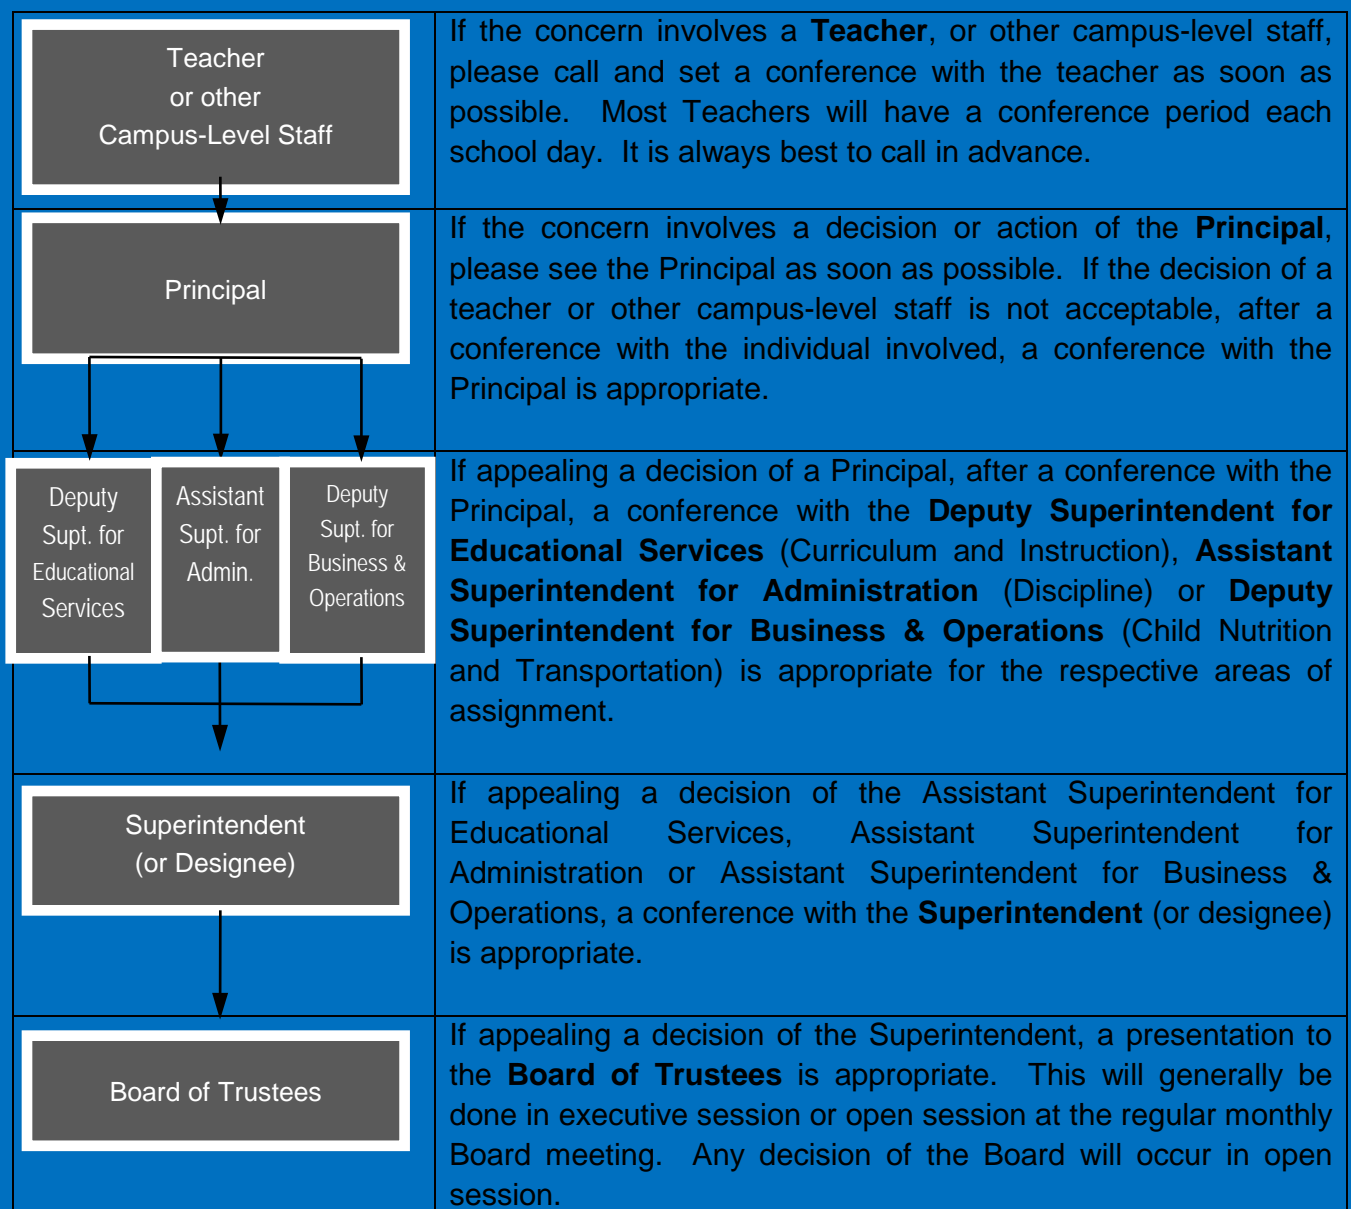 Teacher
or other
Campus-Level Staff
If the concern involves a Teacher, or other campus-level staff,
please call and set a conference with the teacher as soon as
possible. Most Teachers will have a conference period each
school day. It is always best to call in advance.
Principal
If the concern involves a decision or action of the Principal,
please see the Principal as soon as possible. If the decision of a
teacher or other campus-level staff is not acceptable, after a
conference with the individual involved, a conference with the
Principal is appropriate.
Deputy
Supt. for
Educational
Services
Assistant
Supt. for
Admin.
Deputy
Supt. for
Business &
Operations
If appealing a decision of a Principal, after a conference with the
Principal, a conference with the Deputy Superintendent for
Educational Services (Curriculum and Instruction), Assistant
Superintendent for Administration (Discipline) or Deputy
Superintendent for Business & Operations (Child Nutrition
and Transportation) is appropriate for the respective areas of
assignment.
Superintendent
(or Designee)
If appealing a decision of the Assistant Superintendent for
Educational Services, Assistant Superintendent for
Administration or Assistant Superintendent for Business &
Operations, a conference with the Superintendent (or designee)
is appropriate.
Board of Trustees
If appealing a decision of the Superintendent, a presentation to
the Board of Trustees is appropriate. This will generally be
done in executive session or open session at the regular monthly
Board meeting. Any decision of the Board will occur in open
session.